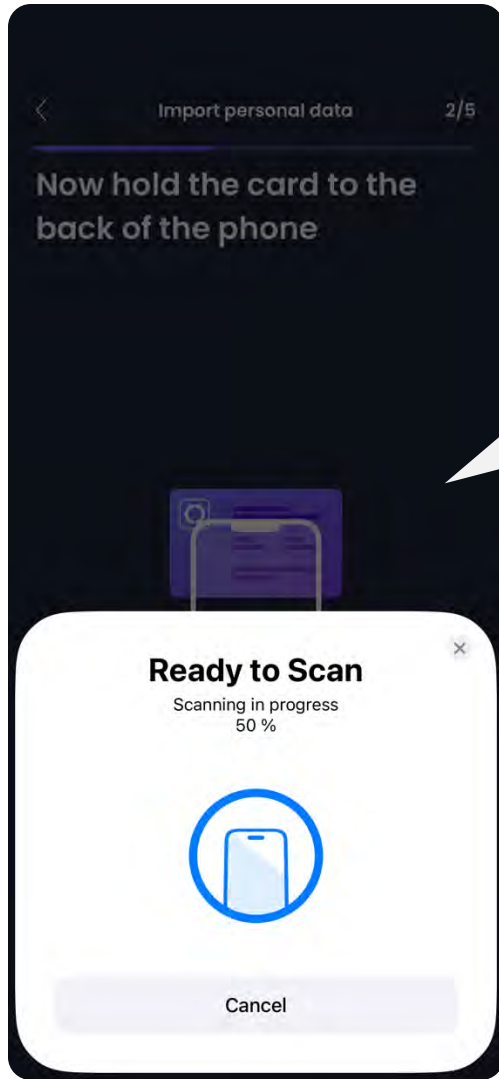 Import personal data
2/5
Now hold the card to the
back of the phone
Ready to Scan
Scanning in progress
50 %
Cancel